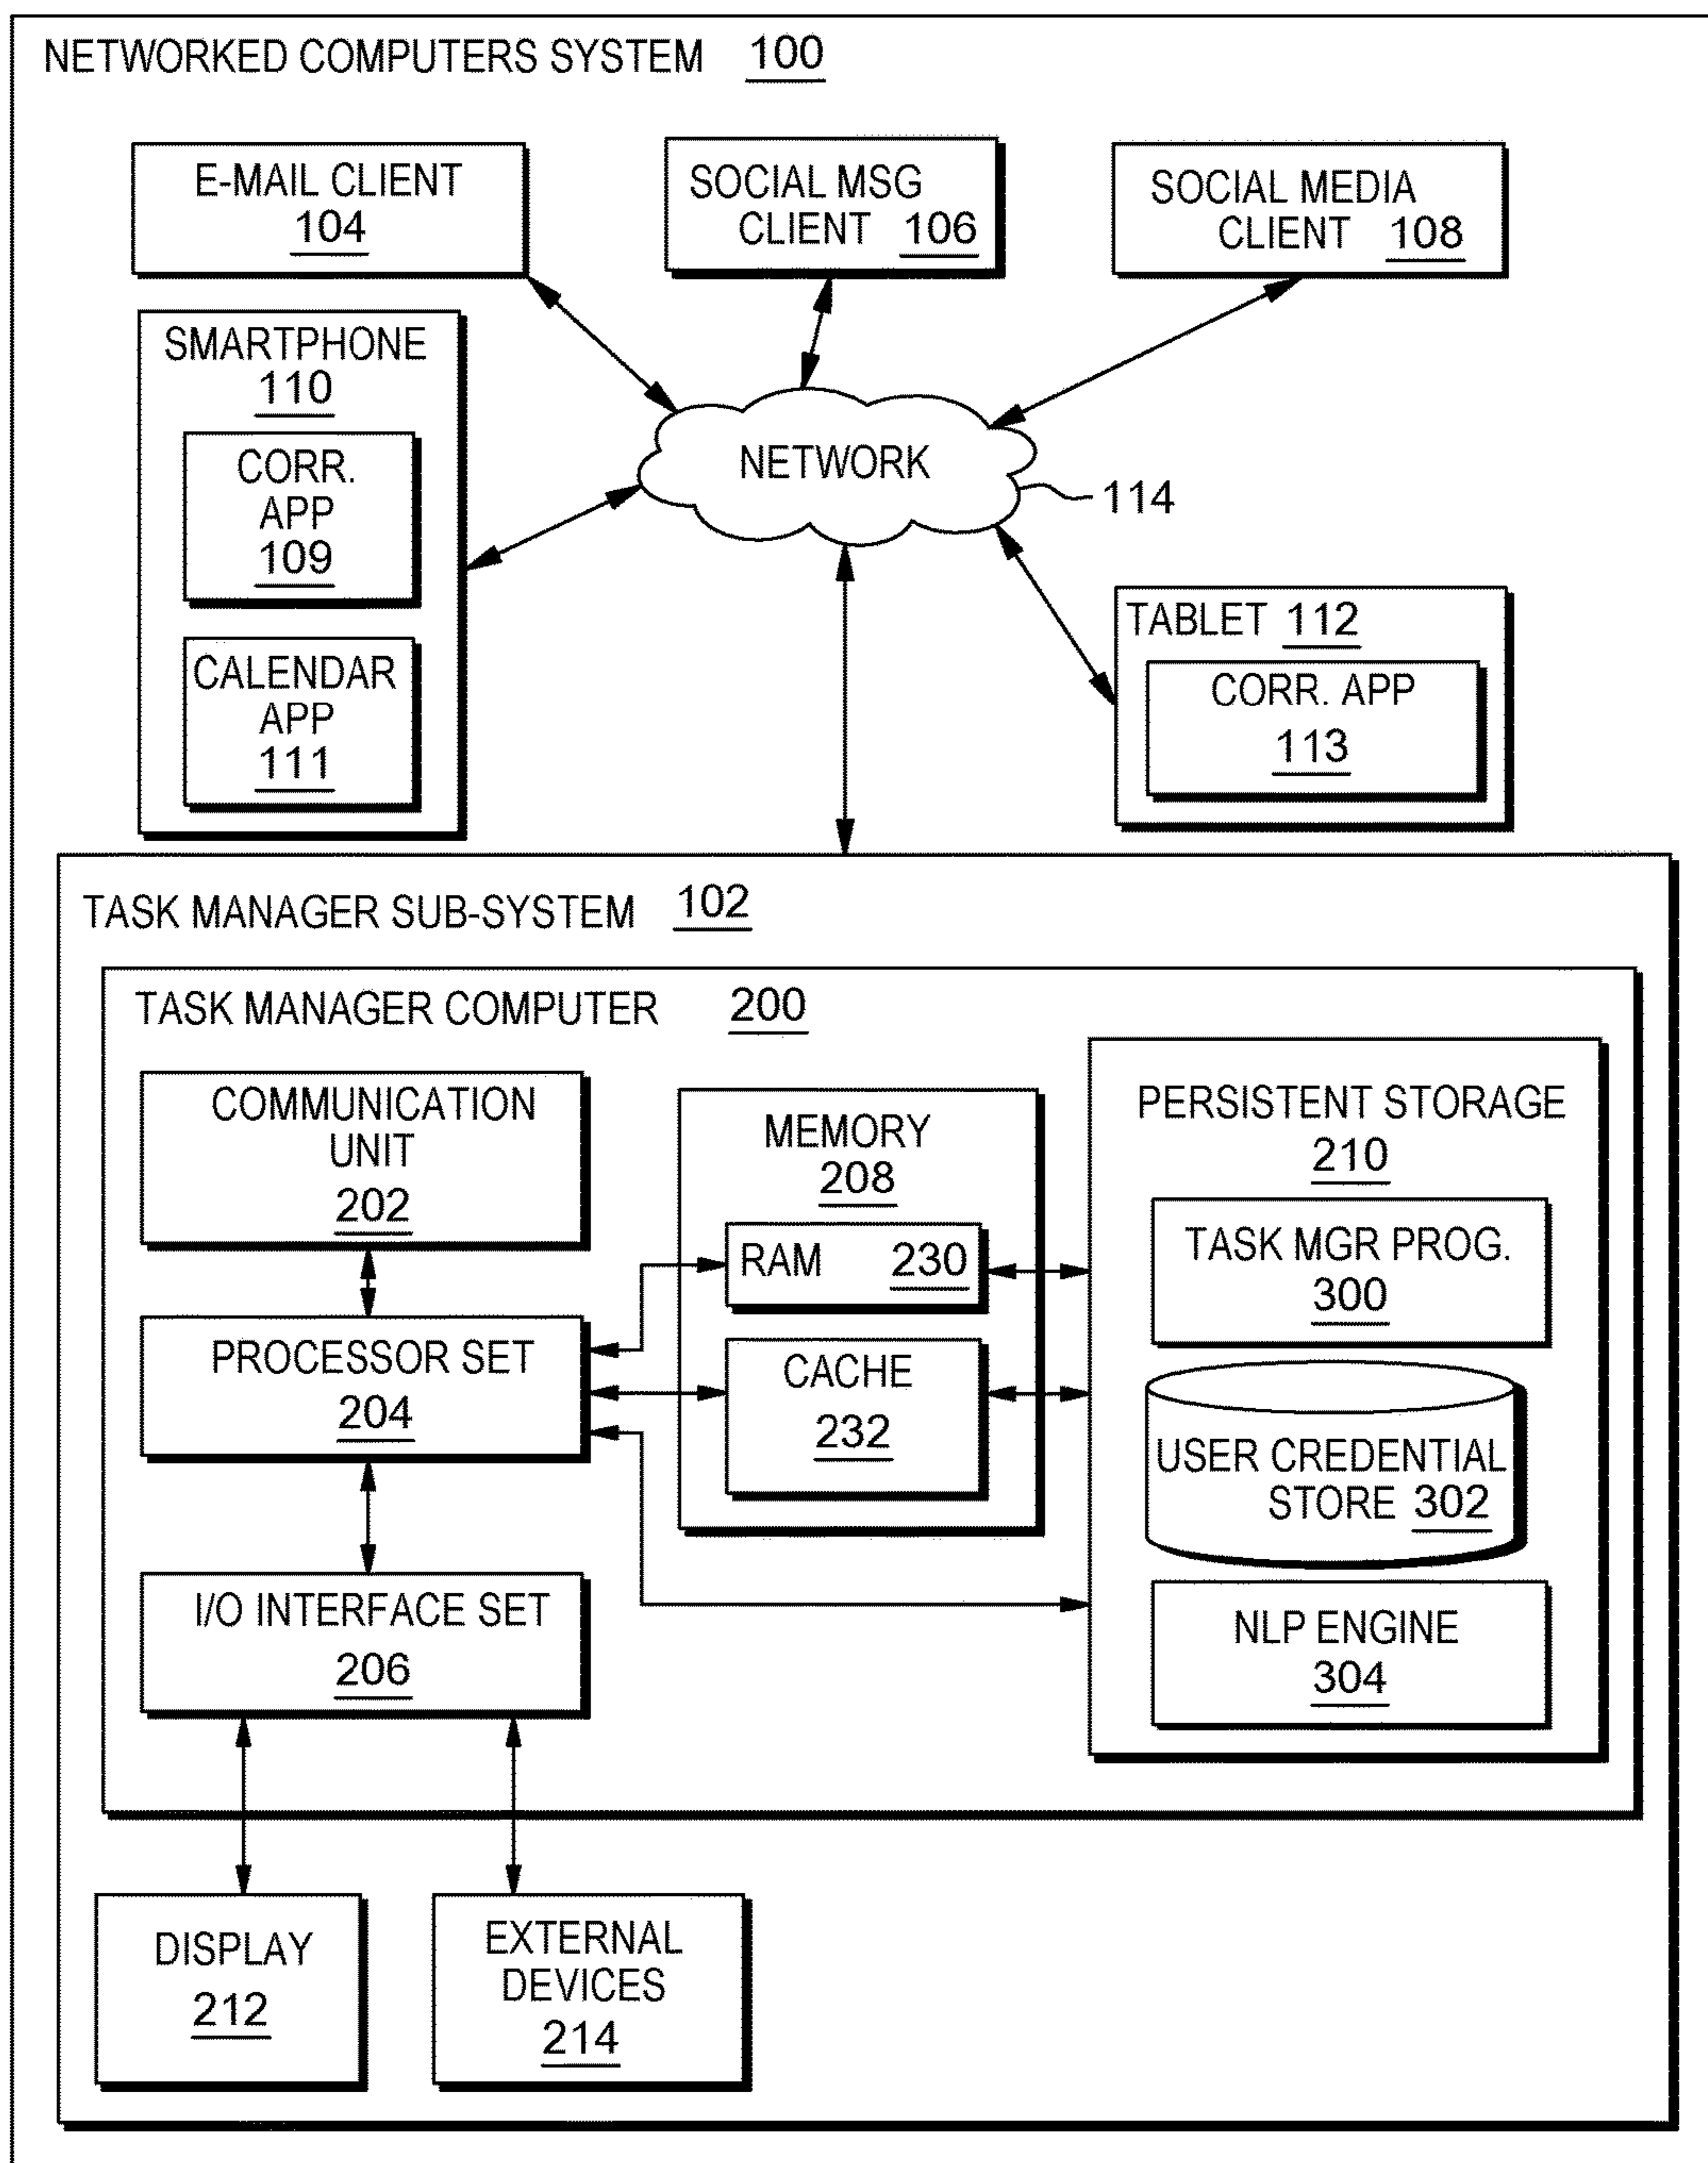 NETWORKED COMPUTERS SYSTEM 100
E-MAIL CLIENT
104
SOCIAL MSG
CLIENT 106
SOCIAL MEDIA
CLIENT 108
SMARTPHONE
110
CORR.
APP
109
CALENDAR
APP
111
NETWORK
114
TABLET 112
CORR. APP
113
TASK MANAGER SUB-SYSTEM 102
TASK MANAGER COMPUTER 200
COMMUNICATION
UNIT
202
PROCESSOR SET
204
I/O INTERFACE SET
206
MEMORY
208
RAM 230
CACHE
232
PERSISTENT STORAGE
210
TASK MGR PROG.
300
USER CREDENTIAL
STORE 302
NLP ENGINE
304
DISPLAY
212
EXTERNAL
DEVICES
214